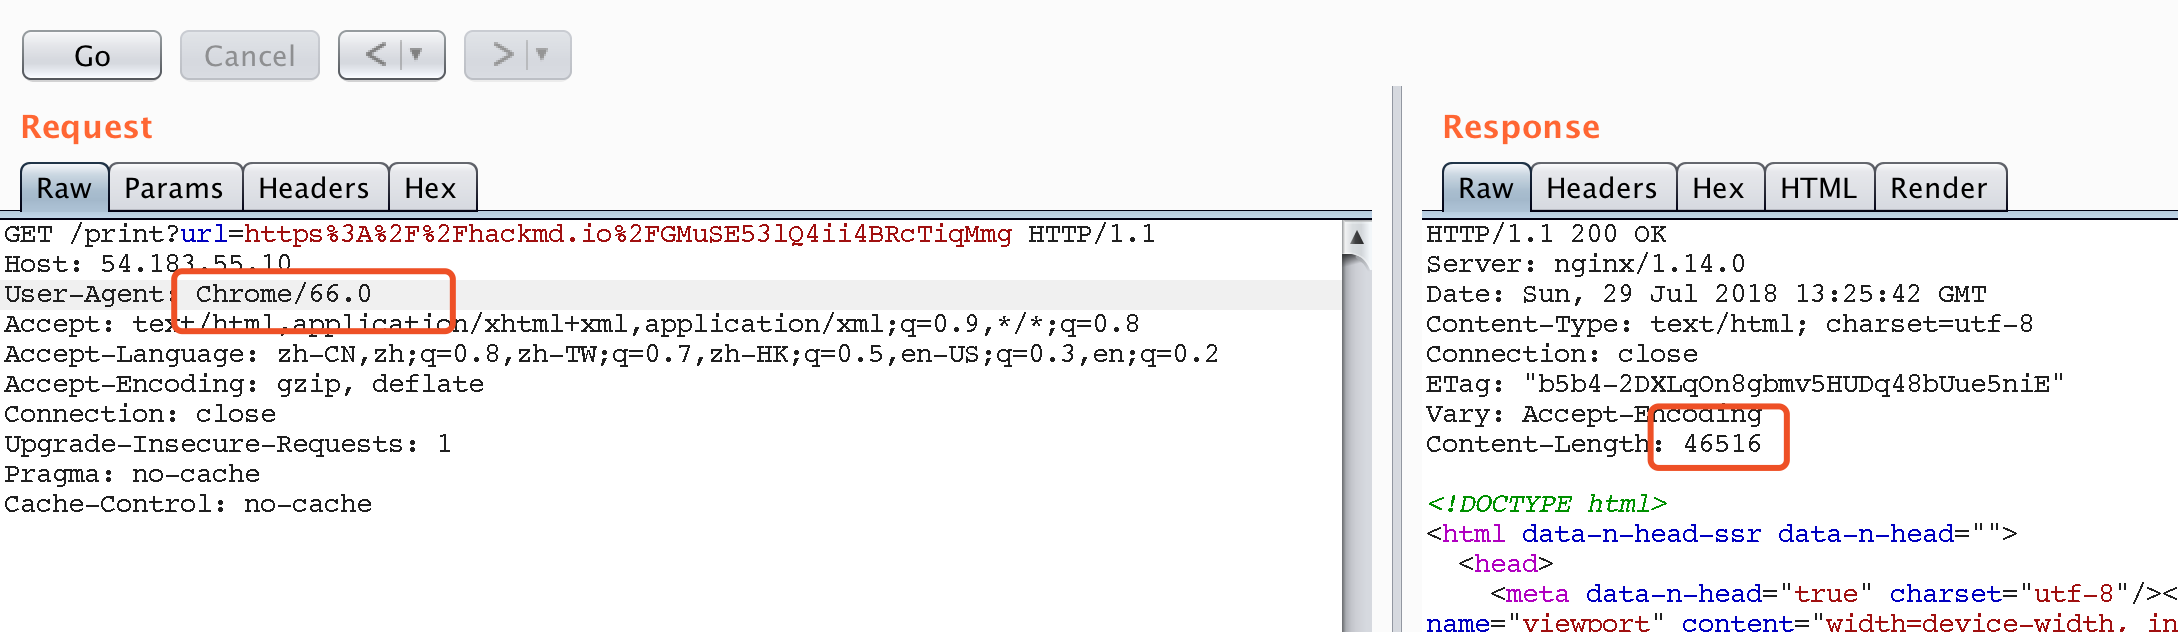 Go Cancel < >
Request
Raw Params Headers Hex
GET /print?url=https%3A%2F%2Fhackmd.io%2FGMuSE53lQ4ii4BRcTiqMmg HTTP/1.1
Host: 54.183.55.10
User-Agent: Chrome/66.0
Accept: text/html,application/xhtml+xml,application/xml;q=0.9,*/*;q=0.8
Accept-Language: zh-CN,zh;q=0.8,zh-TW;q=0.7,zh-HK;q=0.5,en-US;q=0.3,en;q=0.2
Accept-Encoding: gzip, deflate
Connection: close
Upgrade-Insecure-Requests: 1
Pragma: no-cache
Cache-Control: no-cache
Response
Raw Headers Hex HTML Render
HTTP/1.1 200 OK
Server: nginx/1.14.0
Date: Sun, 29 Jul 2018 13:25:42 GMT
Content-Type: text/html; charset=utf-8
Connection: close
ETag: "b5b4-2DXLqOn8gbmv5HUDq48bUue5niE"
Vary: Accept-Encoding
Content-Length: 46516
<!DOCTYPE html>
<html data-n-head-ssr data-n-head="">
<head>
<meta data-n-head="true" charset="utf-8"/><
name="viewport" content="width=device-width, in